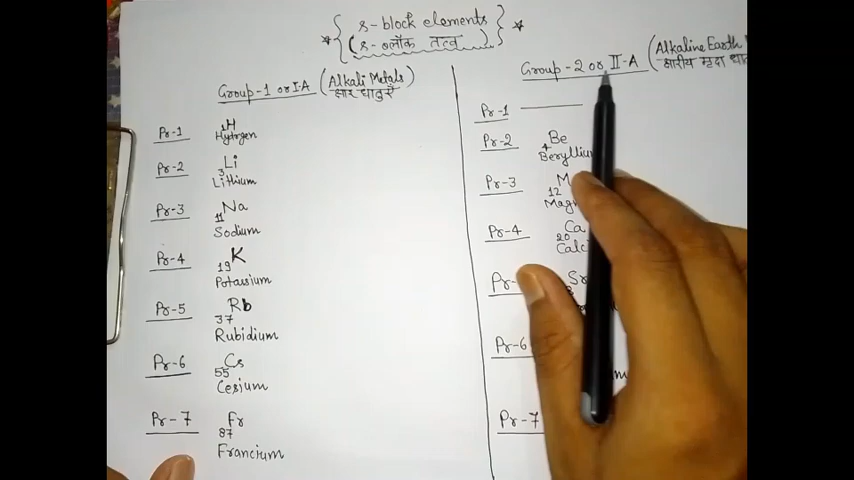 s-block elements
(s-ब्लॉक तत्व)
Group-1 or I-A (Alkali Metals)
क्षार धातुएँ
Pr-1 1H
Hydrogen
Pr-2 3Li
Lithium
Pr-3 11Na
Sodium
Pr-4 19K
Potassium
Pr-5 37Rb
Rubidium
Pr-6 55Cs
Cesium
Pr-7 87Fr
Francium
Group-2 or II-A (Alkaline Earth
क्षारीय मृदा
Pr-1
Pr-2 4Be
Pr-3 12
Pr-4 20Ca
Sr
Pr-6
Pr-7